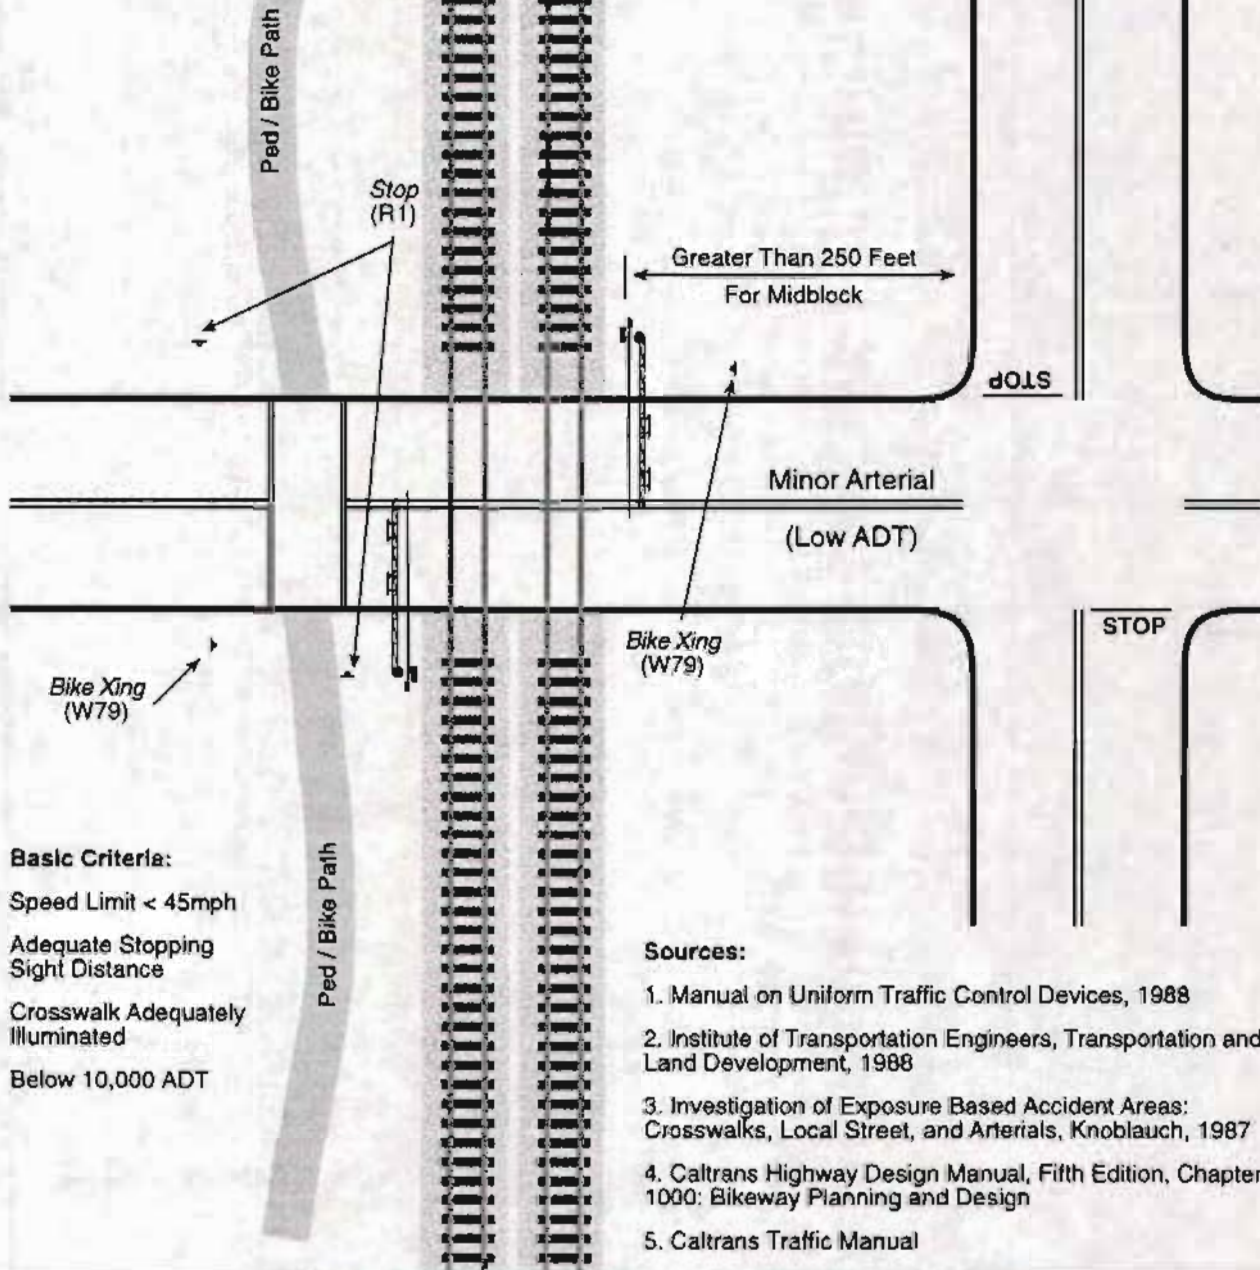 Ped / Bike Path
Stop
(R1)
Greater Than 250 Feet
For Midblock
STOP
Minor Arterial
(Low ADT)
STOP
Bike Xing
(W79)
Bike Xing
(W79)
Ped / Bike Path
Basic Criteria:
Speed Limit < 45mph
Adequate Stopping
Sight Distance
Crosswalk Adequately
Illuminated
Below 10,000 ADT
Sources:
1. Manual on Uniform Traffic Control Devices, 1988
2. Institute of Transportation Engineers, Transportation and
Land Development, 1988
3. Investigation of Exposure Based Accident Areas:
Crosswalks, Local Street, and Arterials, Knoblauch, 1987
4. Caltrans Highway Design Manual, Fifth Edition, Chapter
1000: Bikeway Planning and Design
5. Caltrans Traffic Manual